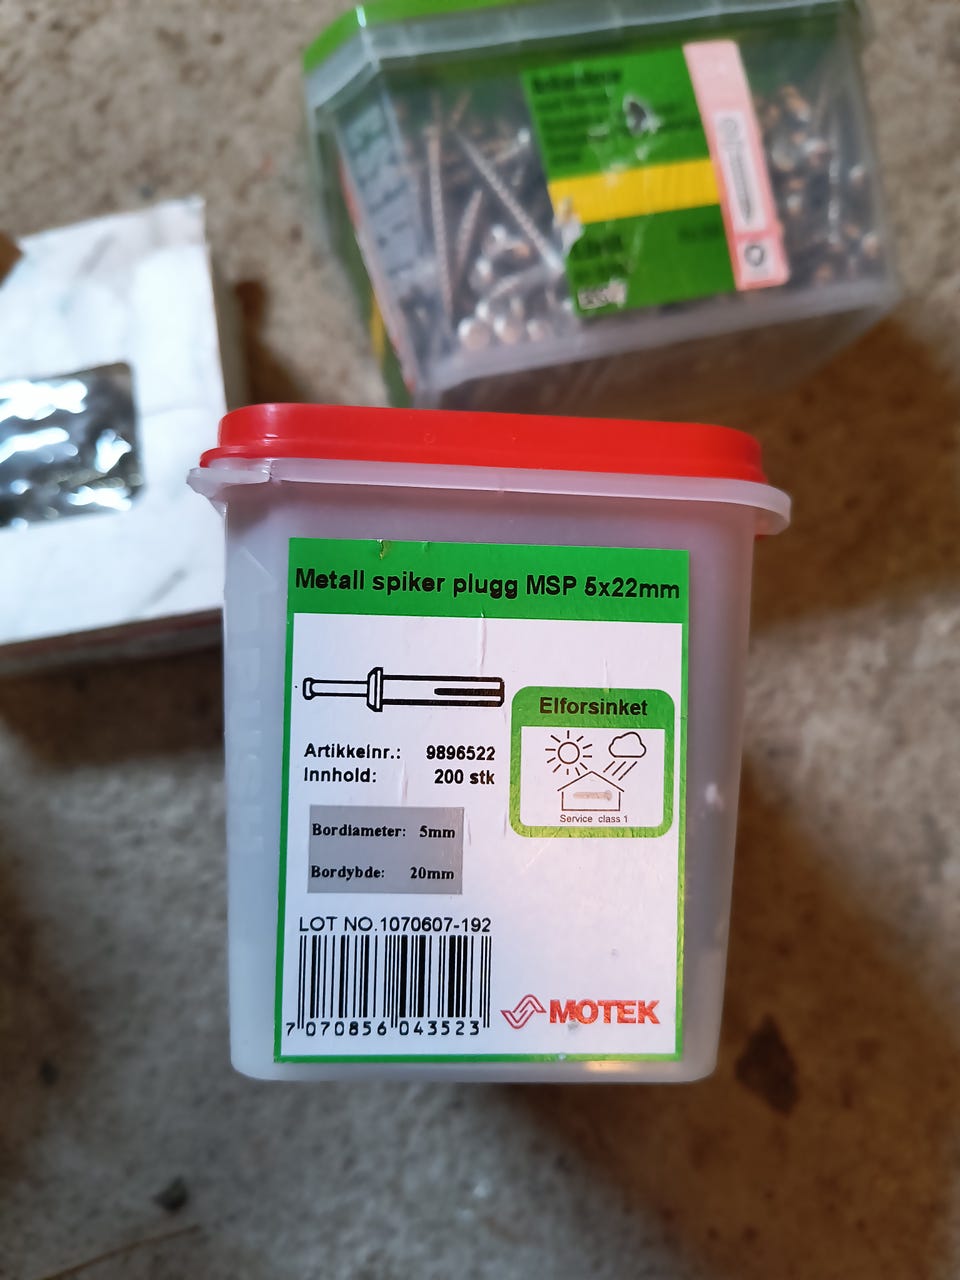 Metall spiker plugg MSP 5x22mm
Elforsinket
Artikkelnr.: 9896522
Innhold: 200 stk
Service class 1
Bordiameter: 5mm
Bordybde: 20mm
LOT NO.1070607-192
7 070856 043523
MOTEK